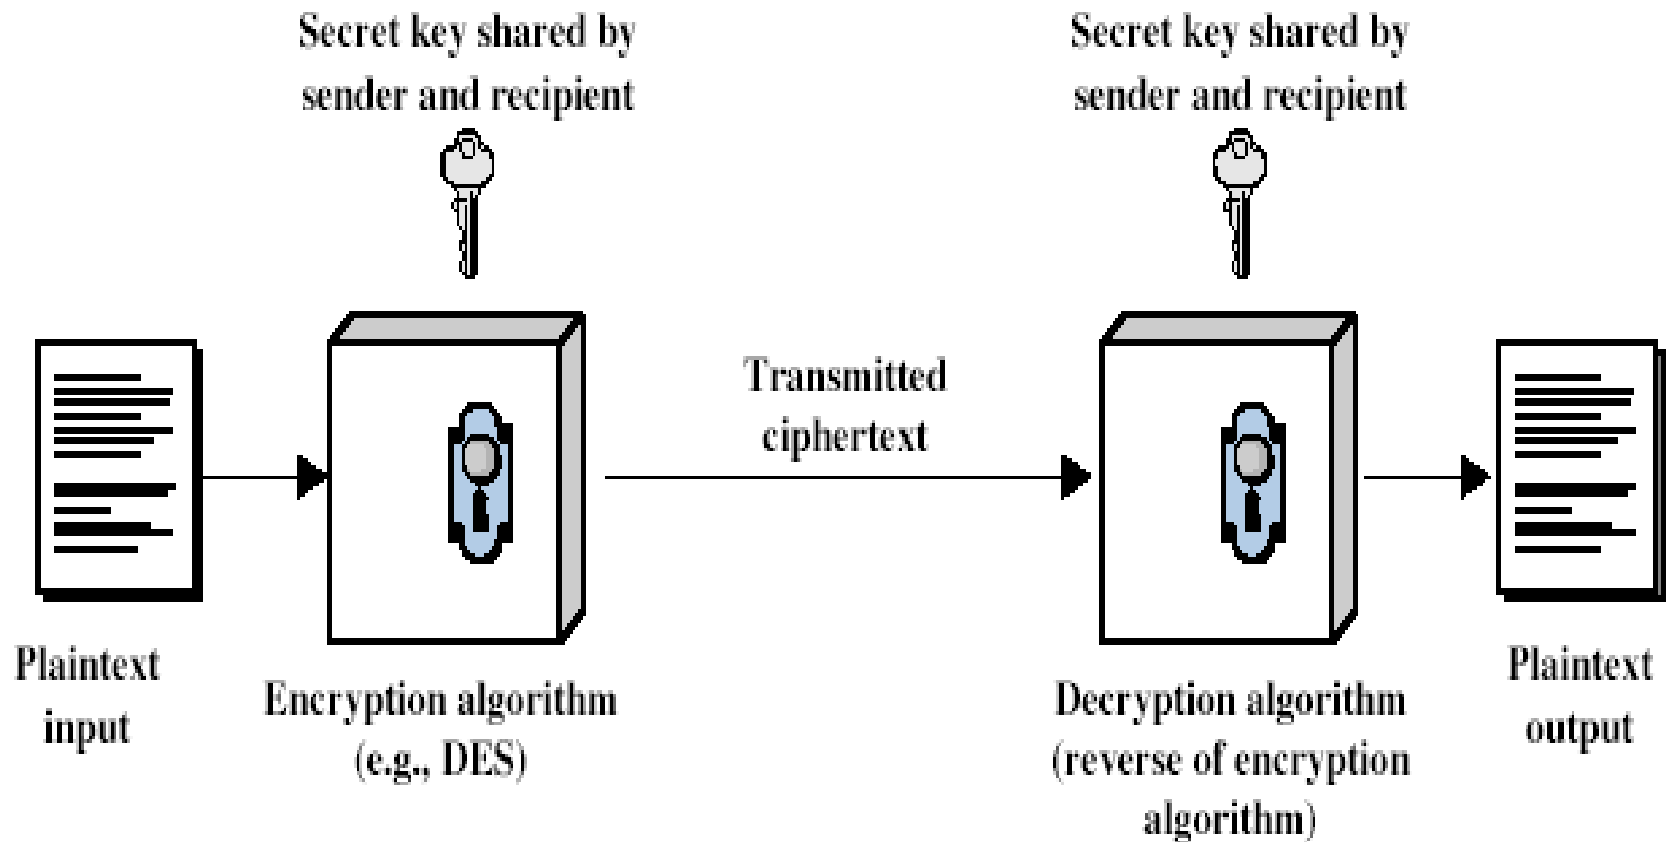 Secret key shared by
sender and recipient
Secret key shared by
sender and recipient
Transmitted
ciphertext
Plaintext
input
Encryption algorithm
(e.g., DES)
Decryption algorithm
(reverse of encryption
algorithm)
Plaintext
output